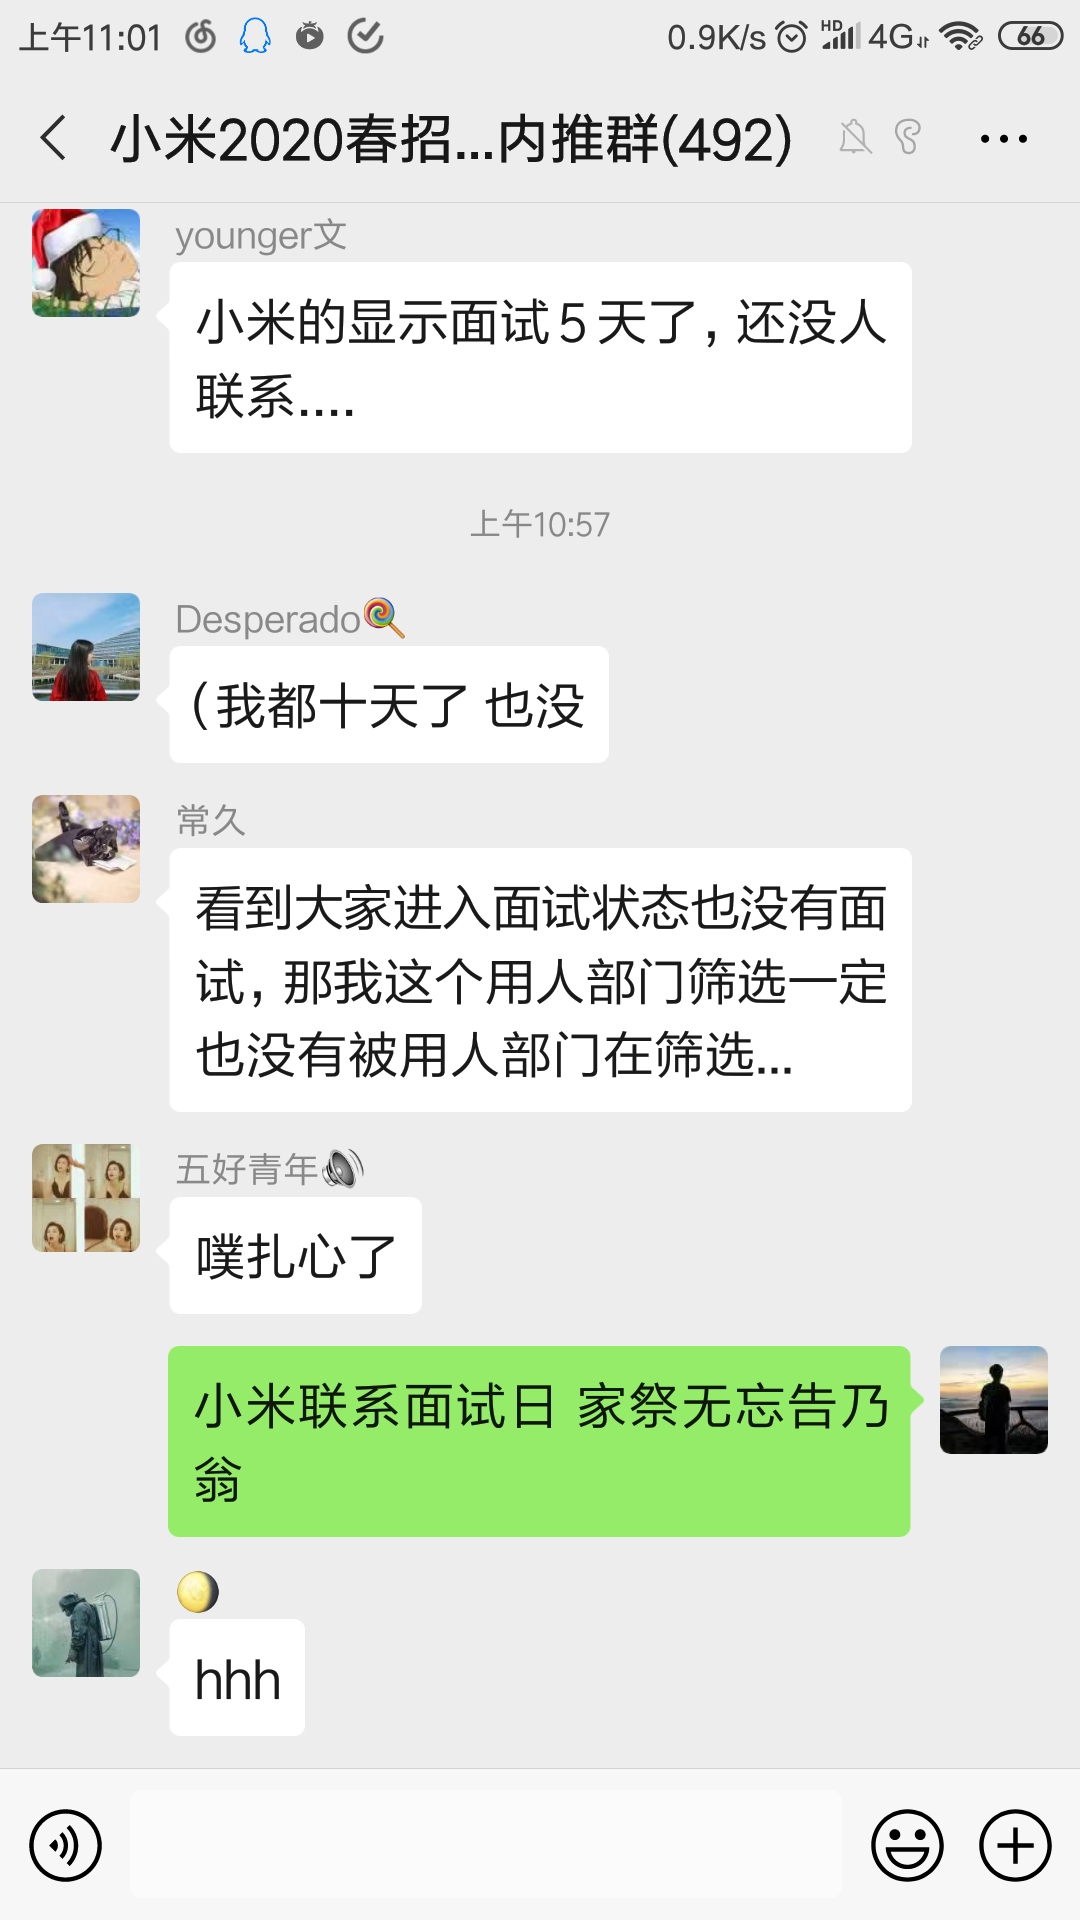 上午11:01 0.9K/s HD 4G 66
小米2020春招...内推群(492)
younger文
小米的显示面试5天了,还没人
联系....
上午10:57
Desperado🍭
(我都十天了 也没
常久
看到大家进入面试状态也没有面
试,那我这个用人部门筛选一定
也没有被用人部门在筛选...
五好青年🔊
噗扎心了
小米联系面试日 家祭无忘告乃
翁
🌔
hhh